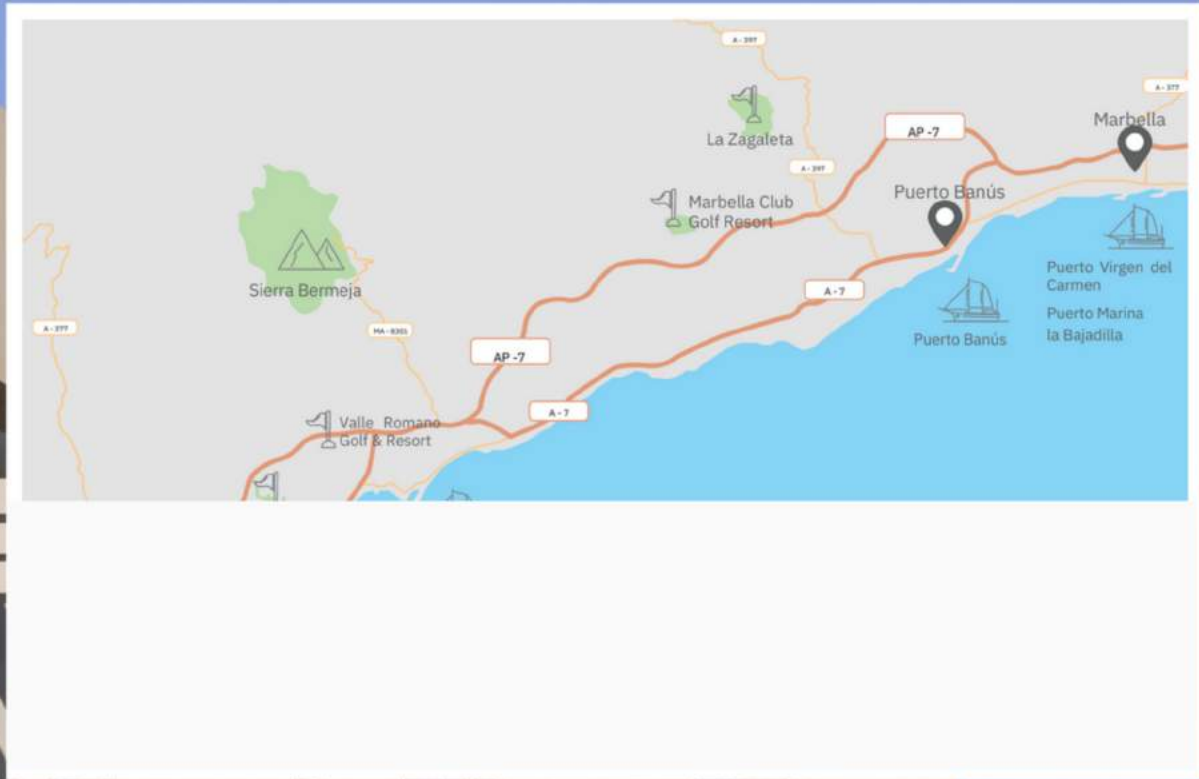 A - 397
A - 377
La Zagaleta
AP -7
Marbella
A - 397
Marbella Club
Golf Resort
Puerto Banús
Sierra Bermeja
A - 7
Puerto Virgen del
Carmen
Puerto Marina
la Bajadilla
Puerto Banús
A - 377
MA - 8301
AP -7
A - 7
Valle Romano
Golf & Resort